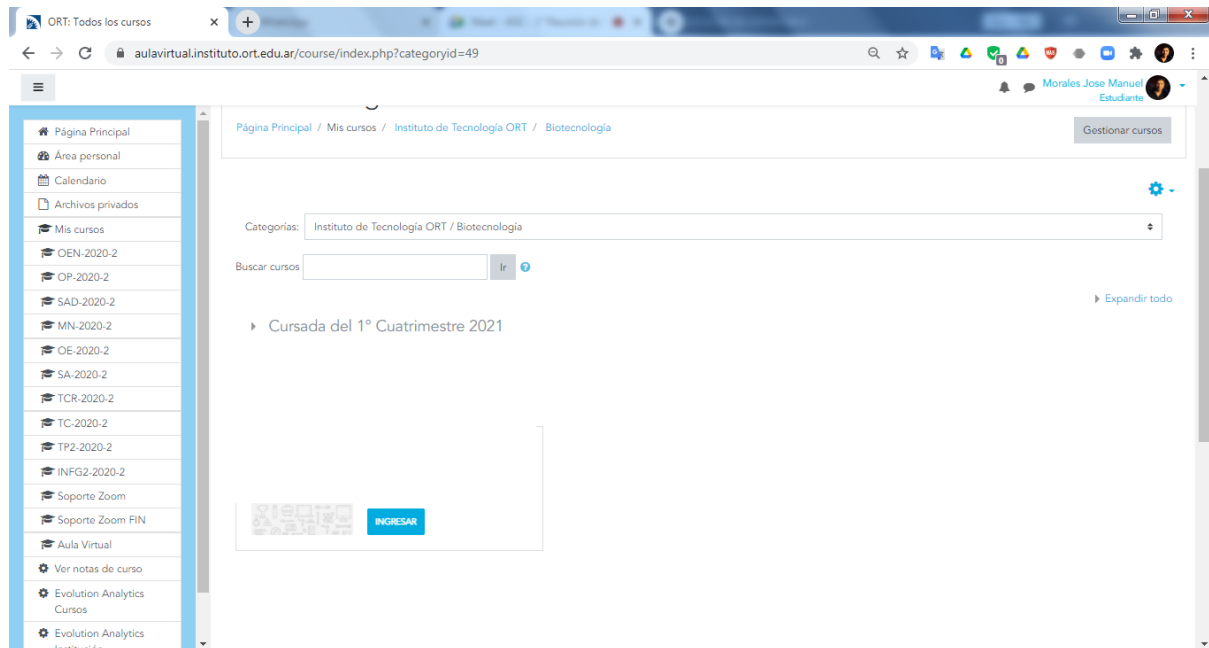 ORT: Todos los cursos
aulavirtual.instituto.ort.edu.ar/course/index.php?categoryid=49
0
Morales Jose Manuel
Estudiante
Página Principal
Área personal
Calendario
Archivos privados
Mis cursos
OEN-2020-2
OP-2020-2
SAD-2020-2
MN-2020-2
OE-2020-2
SA-2020-2
TCR-2020-2
TC-2020-2
TP2-2020-2
INFG2-2020-2
Soporte Zoom
Soporte Zoom FIN
Aula Virtual
Ver notas de curso
Evolution Analytics
Cursos
Evolution Analytics
Página Principal / Mis cursos / Instituto de Tecnología ORT / Biotecnología
Gestionar cursos
Categorías: Instituto de Tecnología ORT / Biotecnología
Buscar cursos Ir ?
Expandir todo
Cursada del 1º Cuatrimestre 2021
INGRESAR